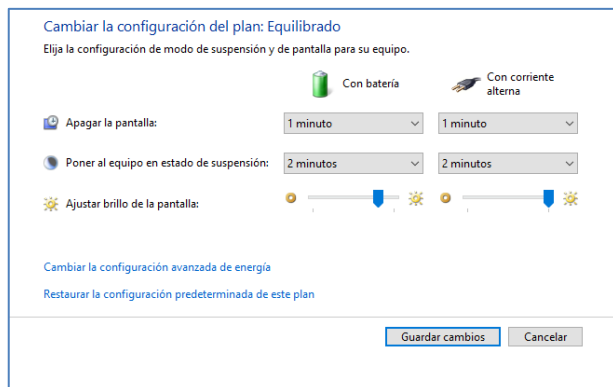 Cambiar la configuración del plan: Equilibrado
Elija la configuración de modo de suspensión y de pantalla para su equipo.
Con batería
Con corriente
alterna
Apagar la pantalla: 1 minuto 1 minuto
Poner al equipo en estado de suspensión: 2 minutos 2 minutos
Ajustar brillo de la pantalla:
Cambiar la configuración avanzada de energía
Restaurar la configuración predeterminada de este plan
Guardar cambios Cancelar